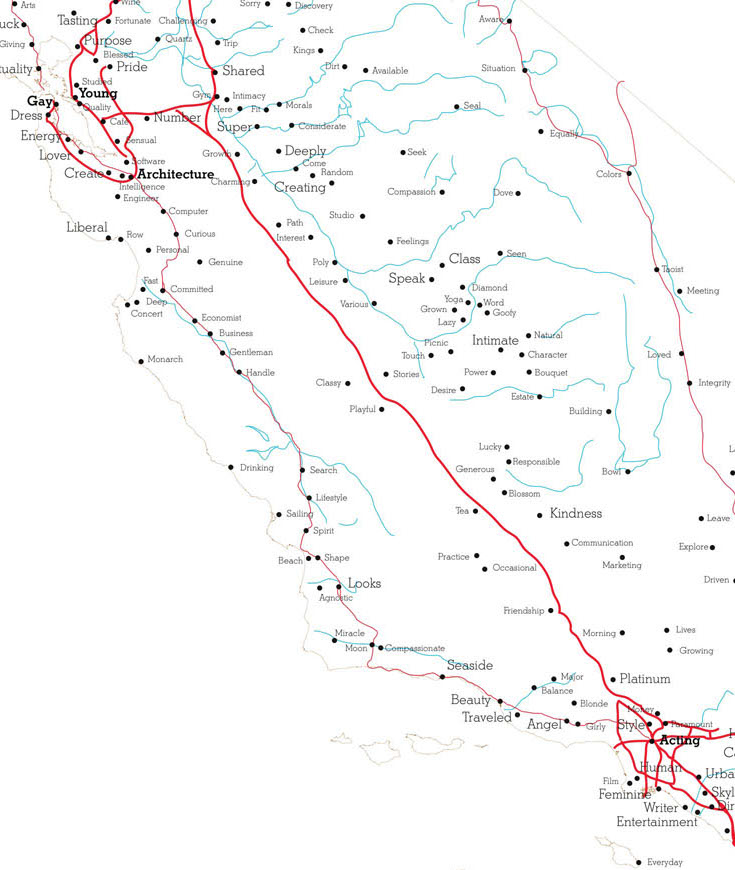 Arts
Wine
Sorry
Discovery
Tasting
Fortunate
Challenging
uck
Check
Aware
Giving
Purpose
Quartz
Trip
Kings
Blessed
uality
Pride
Shared
Dirt
Available
Situation
Studied
Young
Gym
Intimacy
Gay
Quality
Here
Fit
Morals
Seal
Dress
Cafe
Number
Super
Considerate
Equally
Energy
Sensual
Lover
Software
Growth
Deeply
Seek
Come
Create
Architecture
Random
Colors
Intelligence
Charming
Creating
Engineer
Compassion
Dove
Computer
Studio
Liberal
Row
Curious
Path
Interest
Feelings
Personal
Genuine
Poly
Class
Seen
Taoist
Fast
Committed
Leisure
Speak
Diamond
Meeting
Deep
Concert
Various
Yoga
Word
Grown
Goofy
Economist
Lazy
Business
Natural
Picnic
Intimate
Monarch
Gentleman
Touch
Character
Loved
Handle
Stories
Power
Bouquet
Classy
Desire
Integrity
Estate
Playful
Building
Lucky
L
Drinking
Search
Generous
Responsible
Bowl
Blossom
Lifestyle
Sailing
Tea
Kindness
Leave
Spirit
Communication
Explore
Beach
Shape
Practice
Marketing
Occasional
Looks
Driven
Agnostic
Friendship
Miracle
Morning
Lives
Moon
Compassionate
Growing
Seaside
Major
Platinum
Balance
Beauty
Blonde
Money
Traveled
Angel
Girly
Style
Paramount
Acting
Human
Urba
Film
Feminine
Skyl
Writer
Dir
Entertainment
Everyday